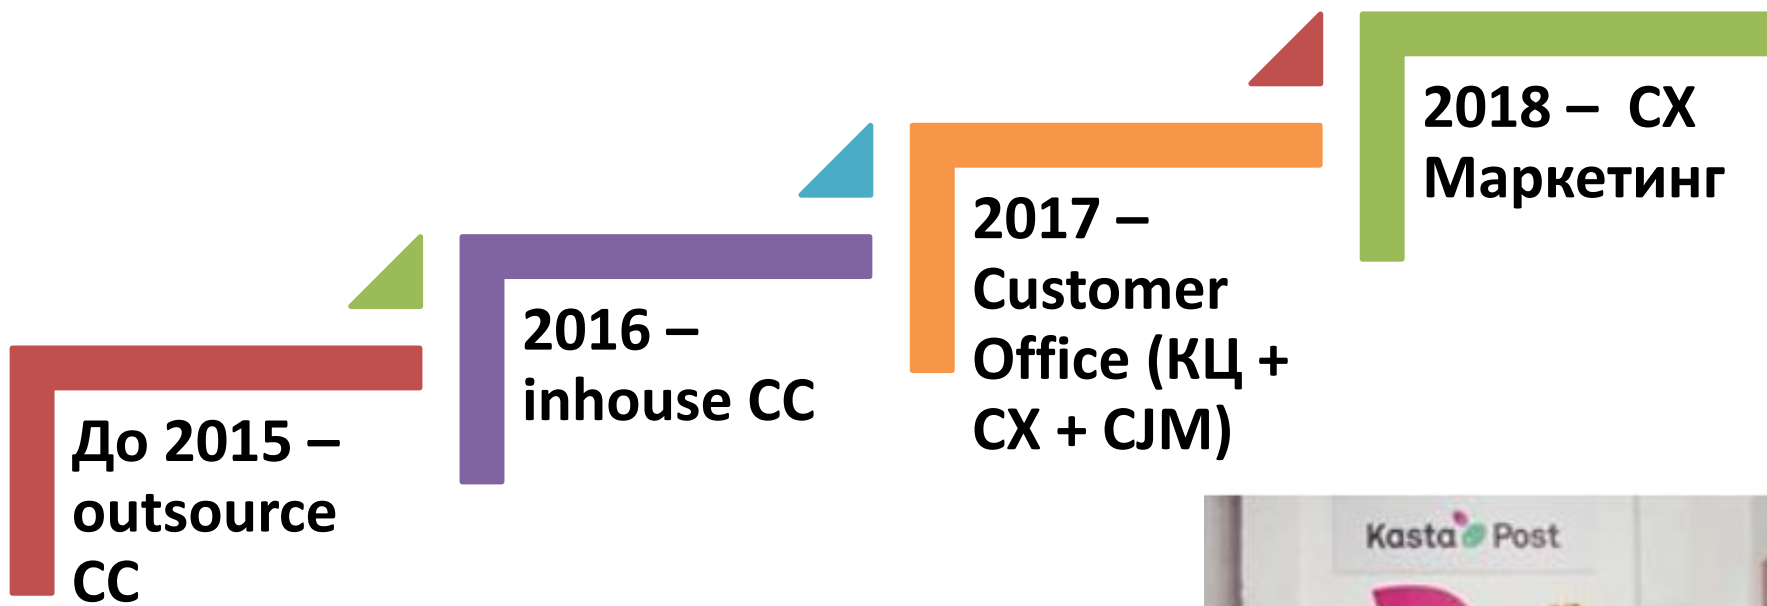 До 2015 –
outsource
CC
2016 –
inhouse CC
2017 –
Customer
Office (КЦ +
CX + CJM)
2018 –  CX
Маркетинг
Kasta Post